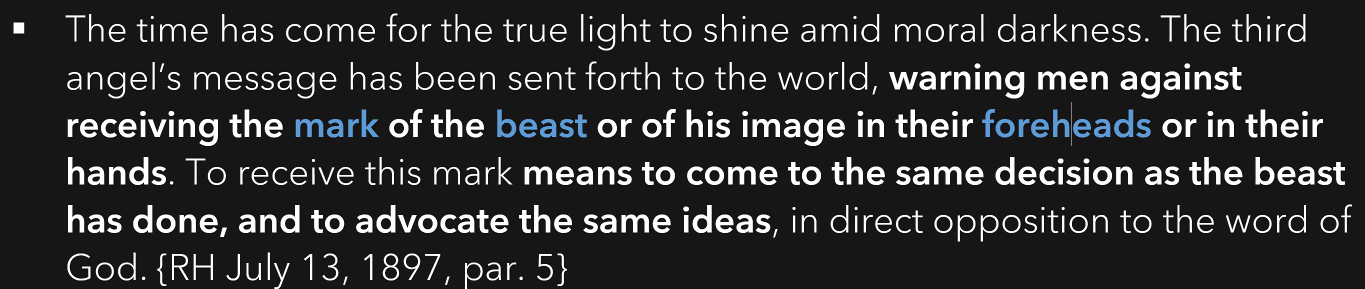 ▪ The time has come for the true light to shine amid moral darkness. The third
angel’s message has been sent forth to the world, warning men against
receiving the mark of the beast or of his image in their foreheads or in their
hands. To receive this mark means to come to the same decision as the beast
has done, and to advocate the same ideas, in direct opposition to the word of
God. {RH July 13, 1897, par. 5}